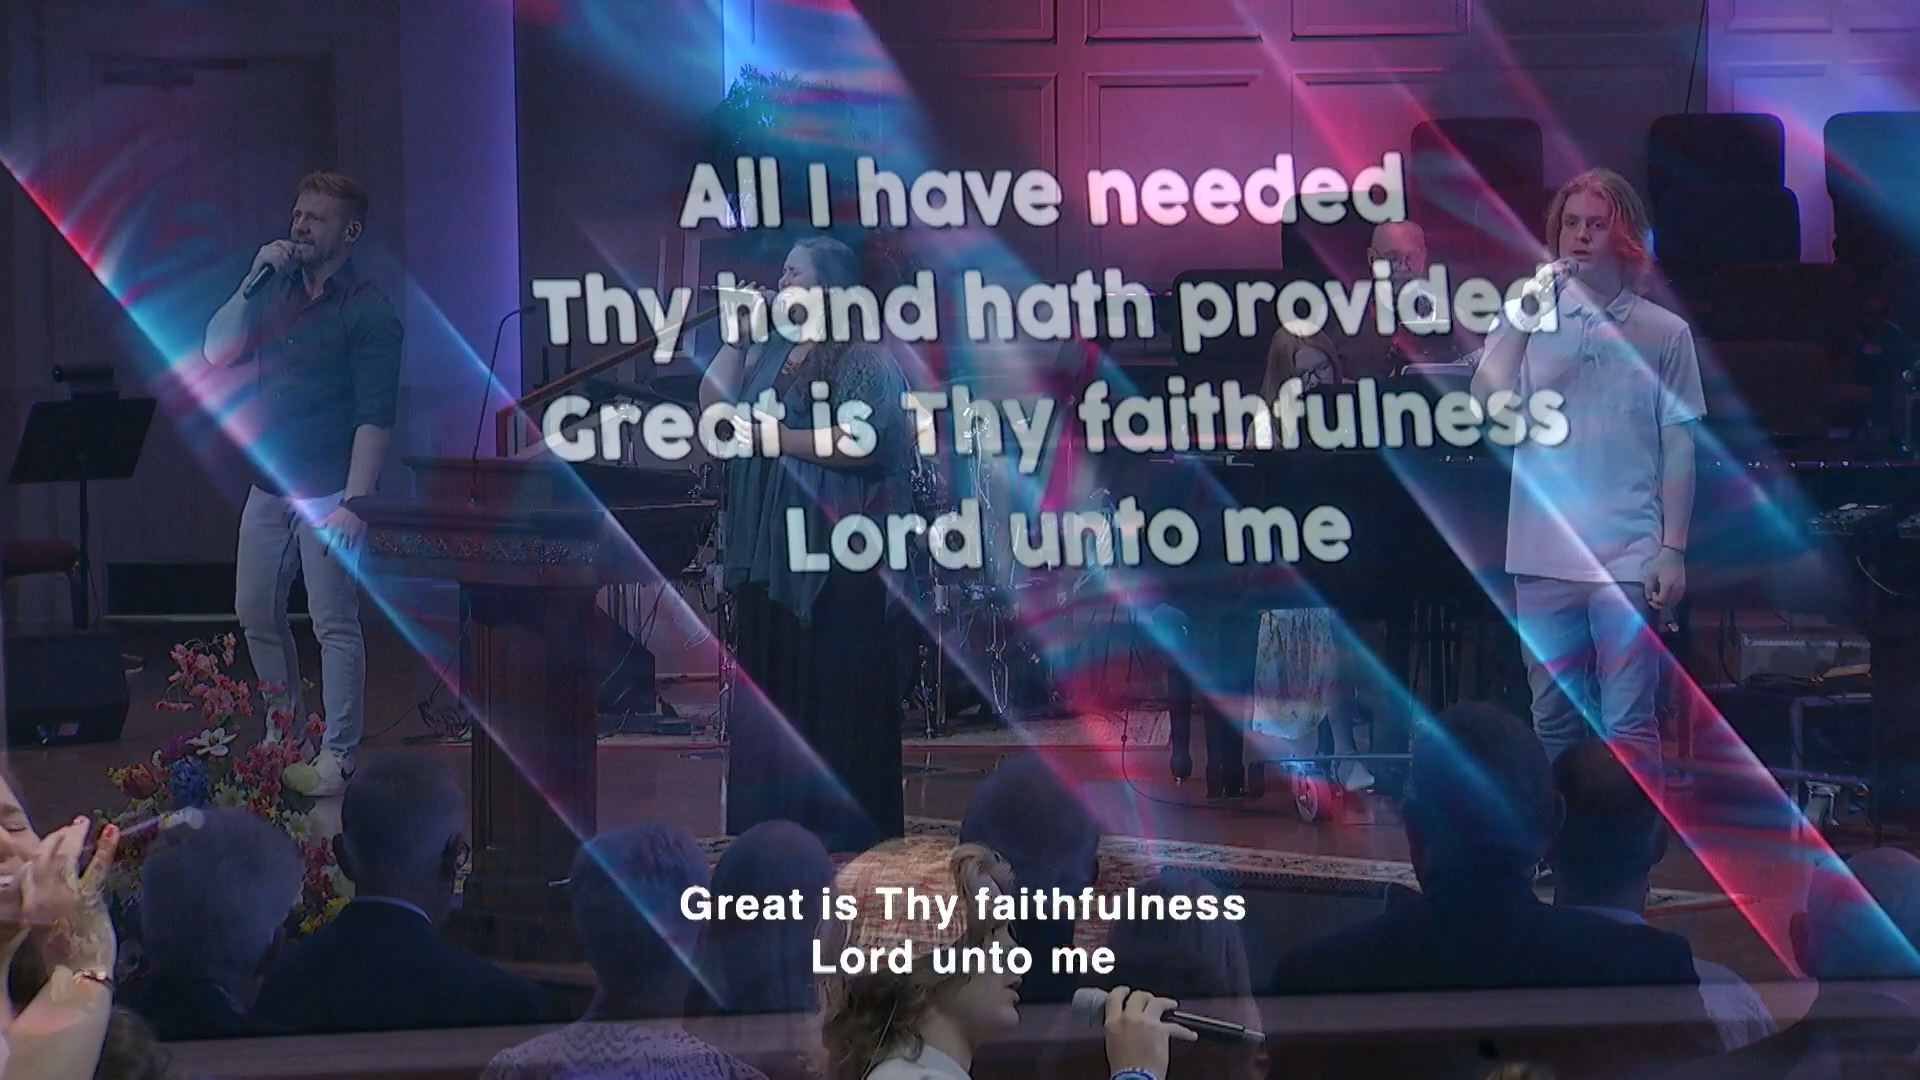 All I have needed
Thy hand hath provided
Great is Thy faithfulness
Lord unto me
Great is Thy faithfulness
Lord unto me